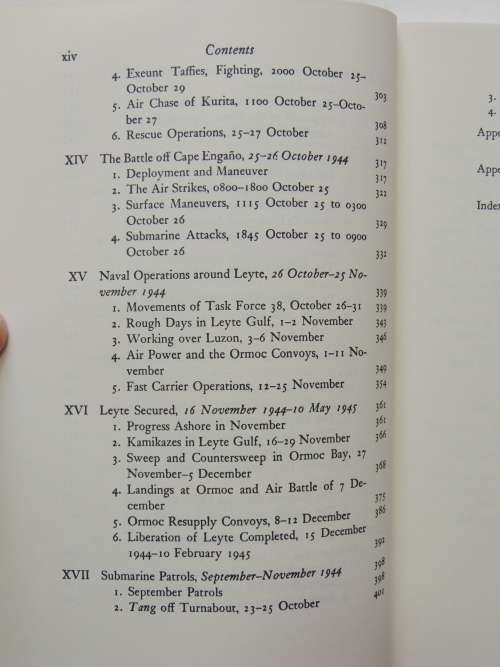 xiv Contents
4. Exeunt Taffies, Fighting, 2000 October 25–
October 29 303
5. Air Chase of Kurita, 1100 October 25–Octo-
ber 27 308
6. Rescue Operations, 25–27 October 312
XIV The Battle off Cape Engaño, 25–26 October 1944 317
1. Deployment and Maneuver 317
2. The Air Strikes, 0800–1800 October 25 322
3. Surface Maneuvers, 1115 October 25 to 0300
October 26 329
4. Submarine Attacks, 1845 October 25 to 0900
October 26 332
XV Naval Operations around Leyte, 26 October–25 No-
vember 1944 339
1. Movements of Task Force 38, October 26–31 339
2. Rough Days in Leyte Gulf, 1–2 November 343
3. Working over Luzon, 3–6 November 346
4. Air Power and the Ormoc Convoys, 1–11 No-
vember 349
5. Fast Carrier Operations, 12–25 November 354
XVI Leyte Secured, 16 November 1944–10 May 1945 361
1. Progress Ashore in November 361
2. Kamikazes in Leyte Gulf, 16–29 November 366
3. Sweep and Countersweep in Ormoc Bay, 27
November–5 December 368
4. Landings at Ormoc and Air Battle of 7 De-
cember 375
5. Ormoc Resupply Convoys, 8–12 December 386
6. Liberation of Leyte Completed, 15 December
1944–10 February 1945 392
XVII Submarine Patrols, September–November 1944 398
1. September Patrols 398
2. Tang off Turnabout, 23–25 October 401
3.
4.
Appe
Appe
Index